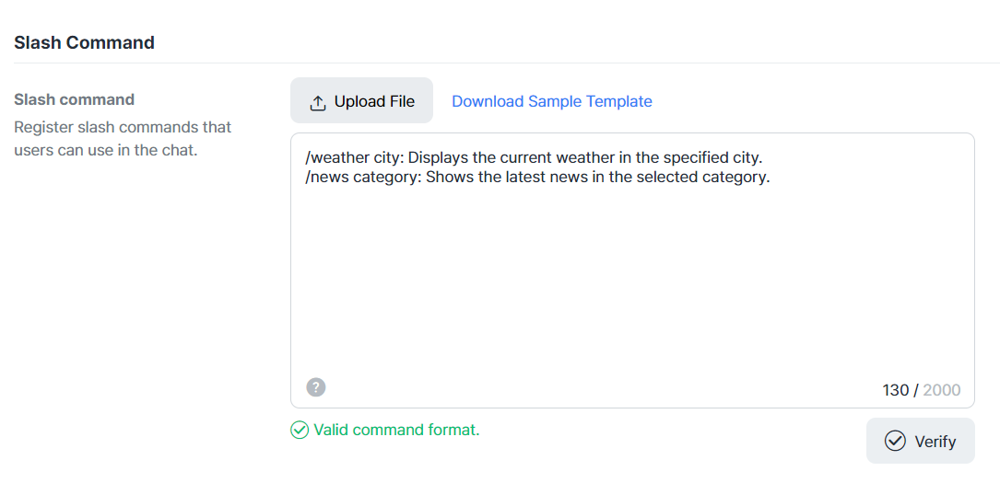 Slash Command
Slash command
Register slash commands that
users can use in the chat.
Upload File
Download Sample Template
/weather city: Displays the current weather in the specified city.
/news category: Shows the latest news in the selected category.
?
130 / 2000
Valid command format.
Verify